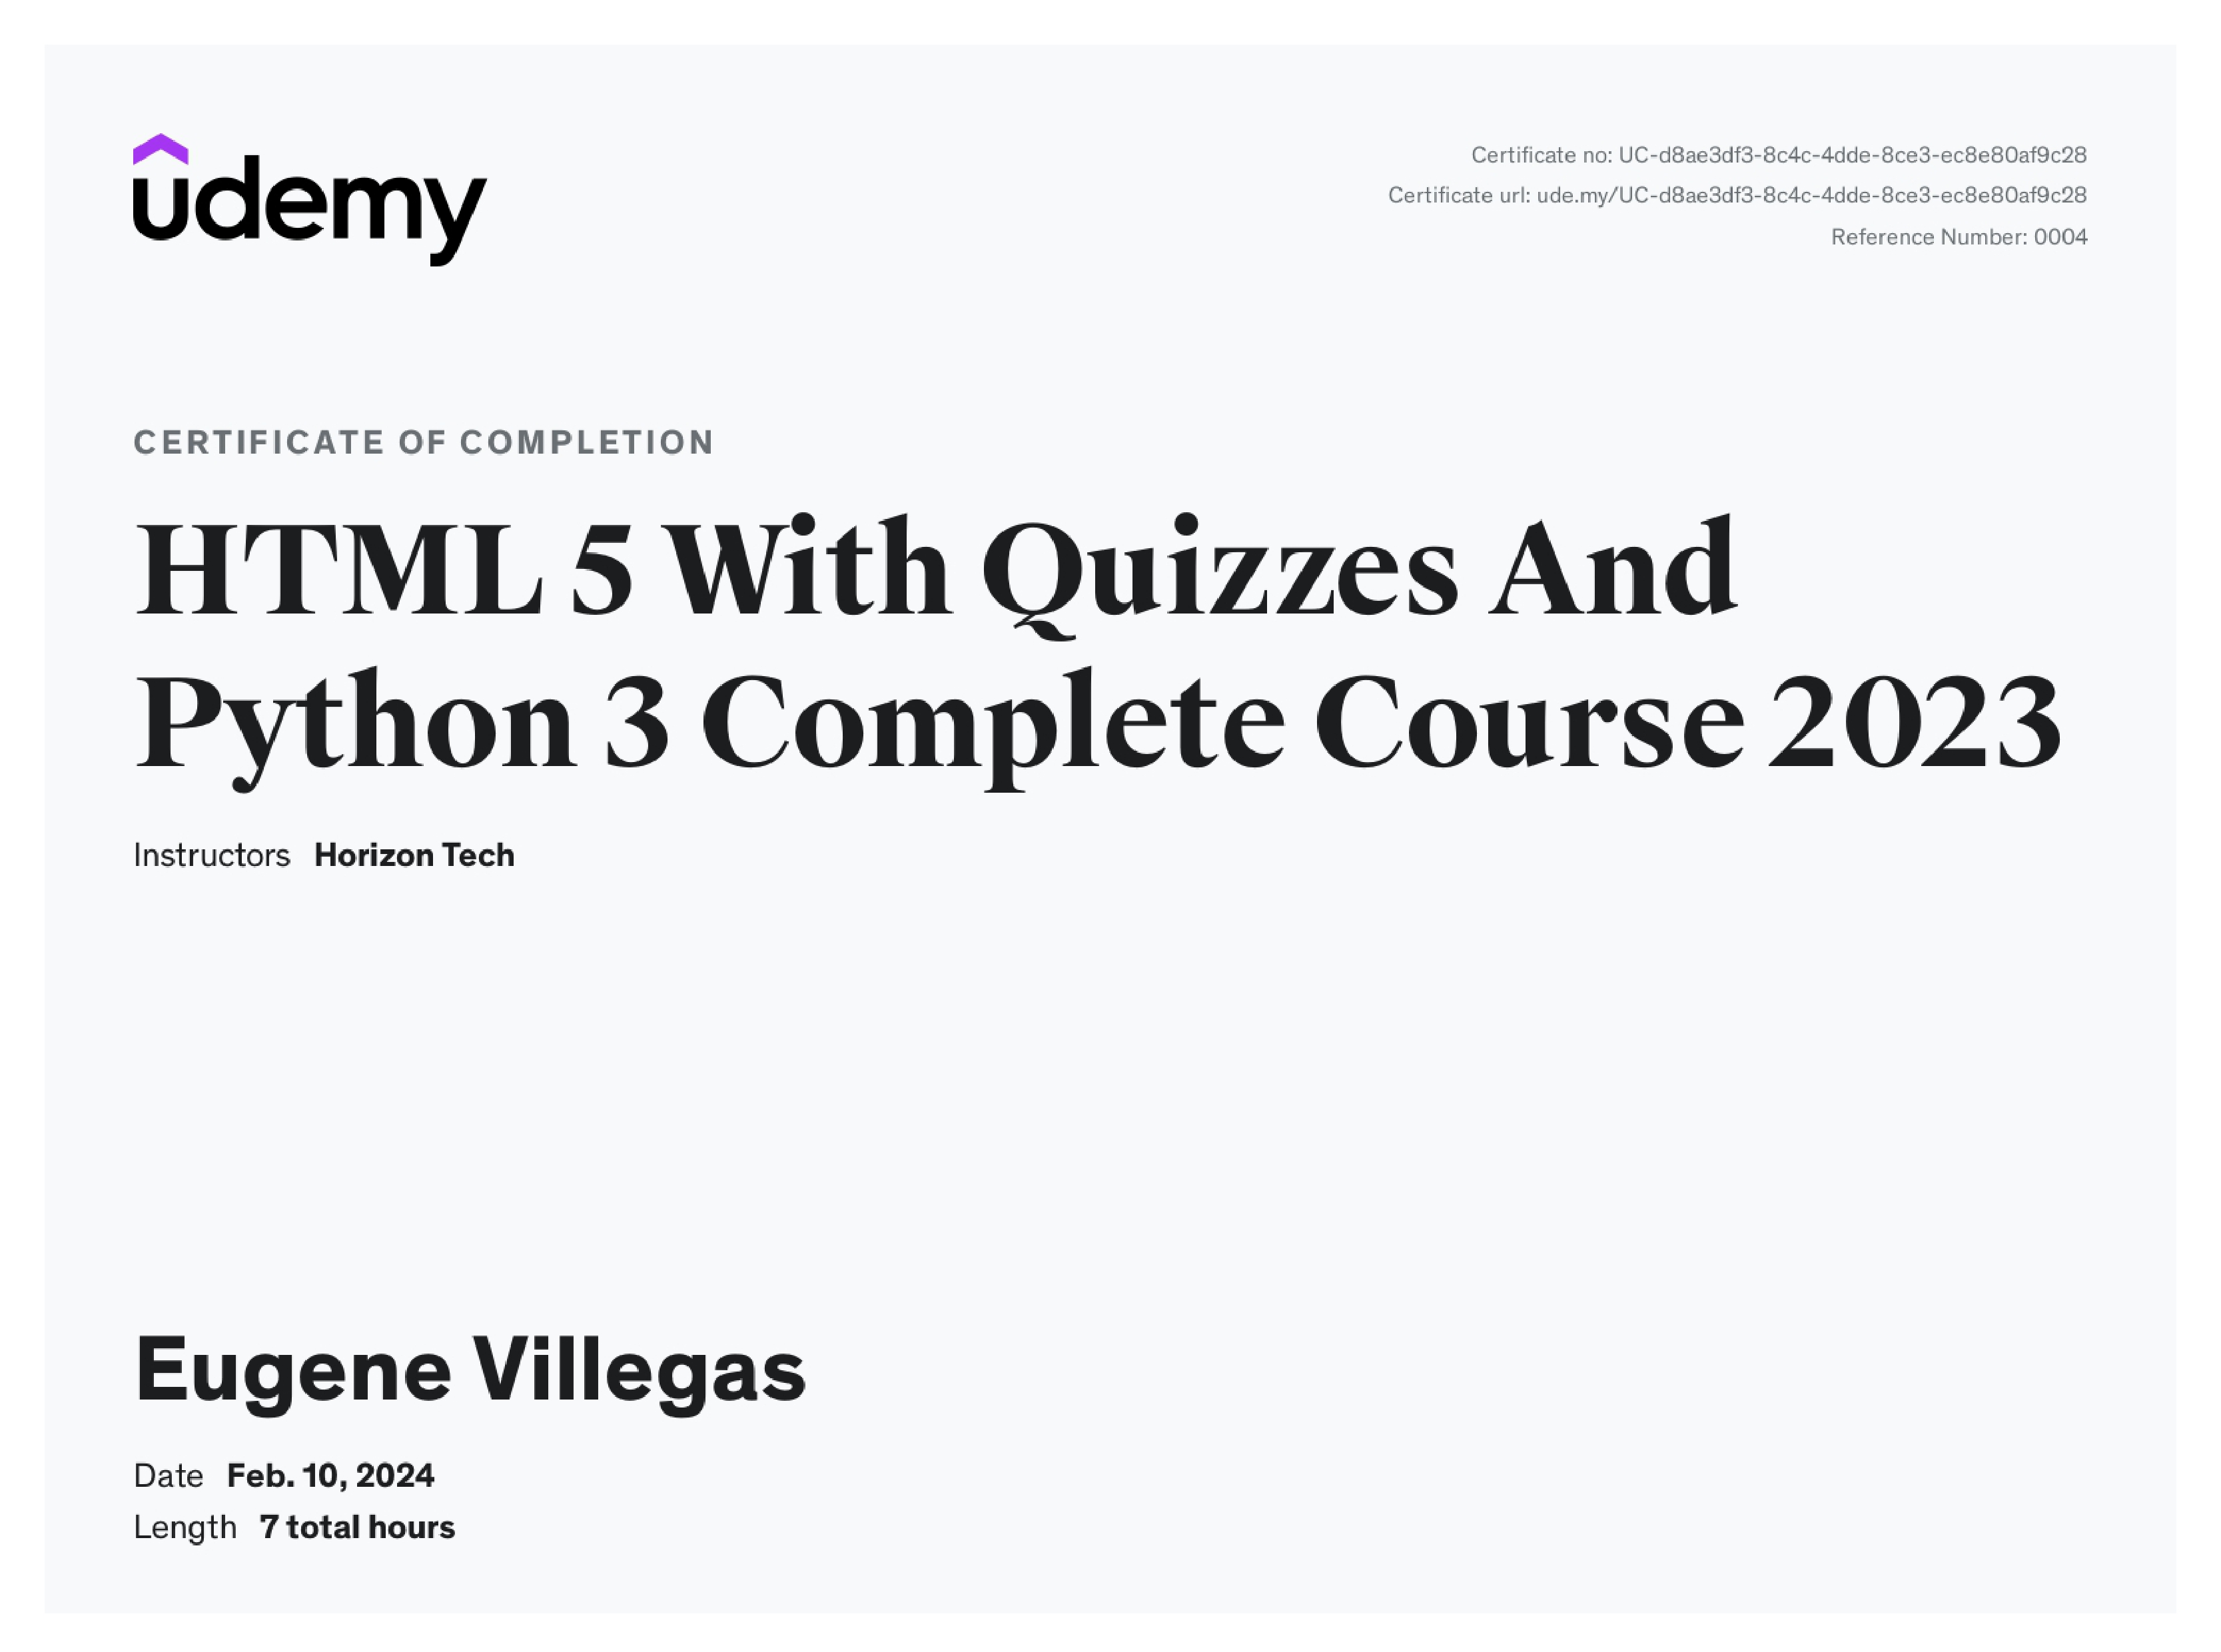 udemy
Certificate no: UC-d8ae3df3-8c4c-4dde-8ce3-ec8e80af9c28
Certificate url: ude.my/UC-d8ae3df3-8c4c-4dde-8ce3-ec8e80af9c28
Reference Number: 0004
CERTIFICATE OF COMPLETION
HTML 5 With Quizzes And
Python 3 Complete Course 2023
Instructors Horizon Tech
Eugene Villegas
Date Feb. 10, 2024
Length 7 total hours